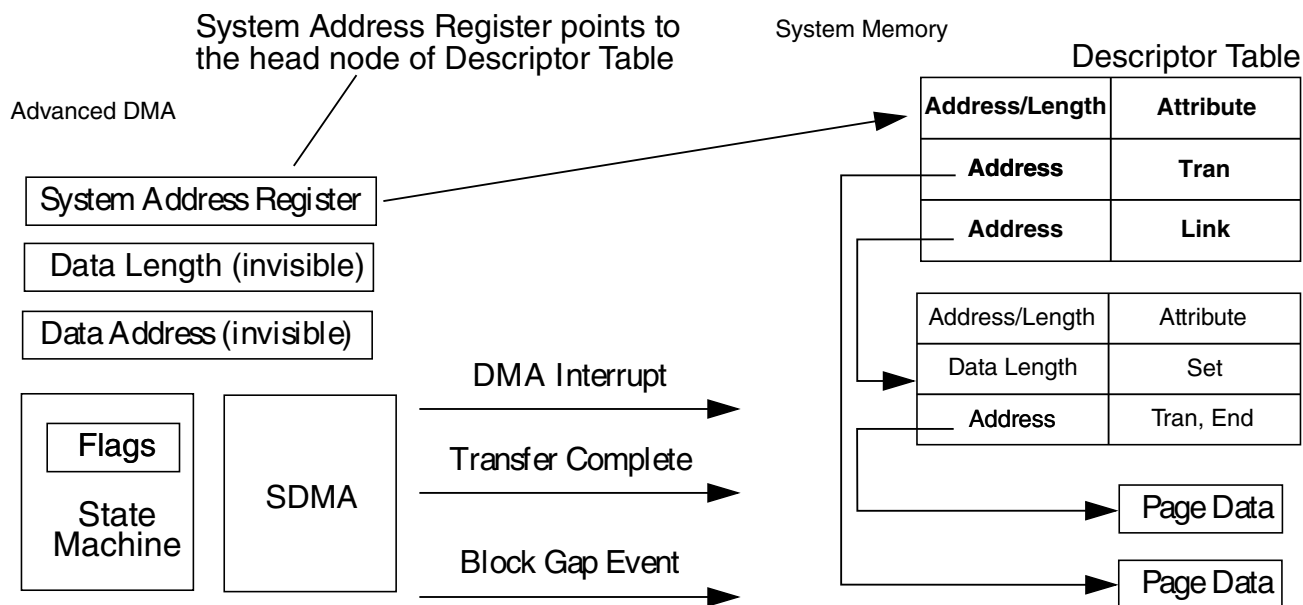 System Address Register points to
the head node of Descriptor Table
System Memory
Descriptor Table
Advanced DMA
Address/Length Attribute
Address Tran
Address Link
System Address Register
Data Length (invisible)
Data Address (invisible)
Address/Length Attribute
Data Length Set
Address Tran, End
DMA Interrupt
Flags
State
Machine
SDMA
Transfer Complete
Block Gap Event
Page Data
Page Data